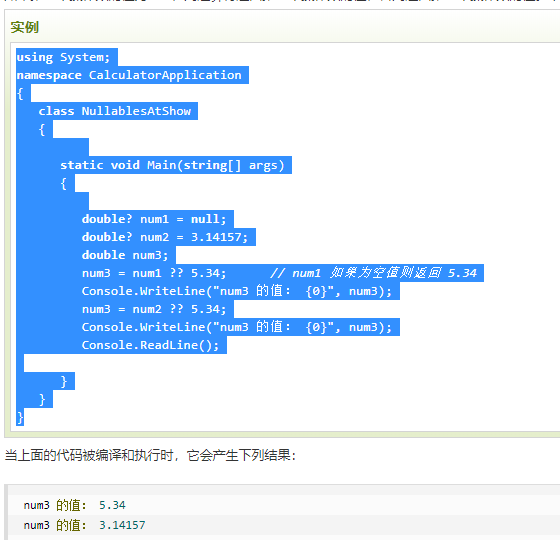 实例
using System;
namespace CalculatorApplication
{
   class NullablesAtShow
   {

      static void Main(string[] args)
      {

         double? num1 = null;
         double? num2 = 3.14157;
         double num3;
         num3 = num1 ?? 5.34;      // num1 如果为空值则返回 5.34
         Console.WriteLine("num3 的值： {0}", num3);
         num3 = num2 ?? 5.34;
         Console.WriteLine("num3 的值： {0}", num3);
         Console.ReadLine();

      }
   }
}
当上面的代码被编译和执行时，它会产生下列结果：
num3 的值： 5.34
num3 的值： 3.14157